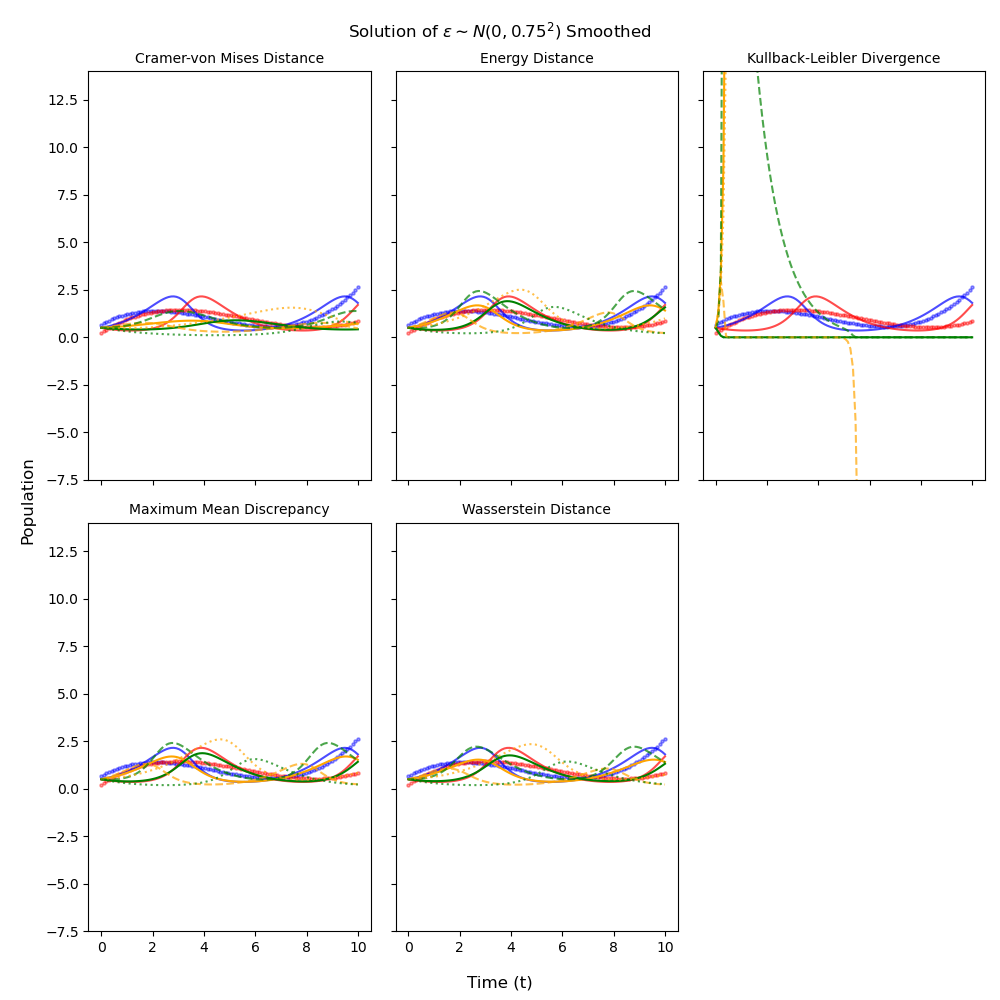 Solution of ε ~ N(0, 0.75²) Smoothed
Cramer-von Mises Distance
Energy Distance
Kullback-Leibler Divergence
12.5
10.0
7.5
5.0
2.5
0.0
−2.5
−5.0
−7.5
Population
Maximum Mean Discrepancy
Wasserstein Distance
12.5
10.0
7.5
5.0
2.5
0.0
−2.5
−5.0
−7.5
0 2 4 6 8 10
0 2 4 6 8 10
Time (t)